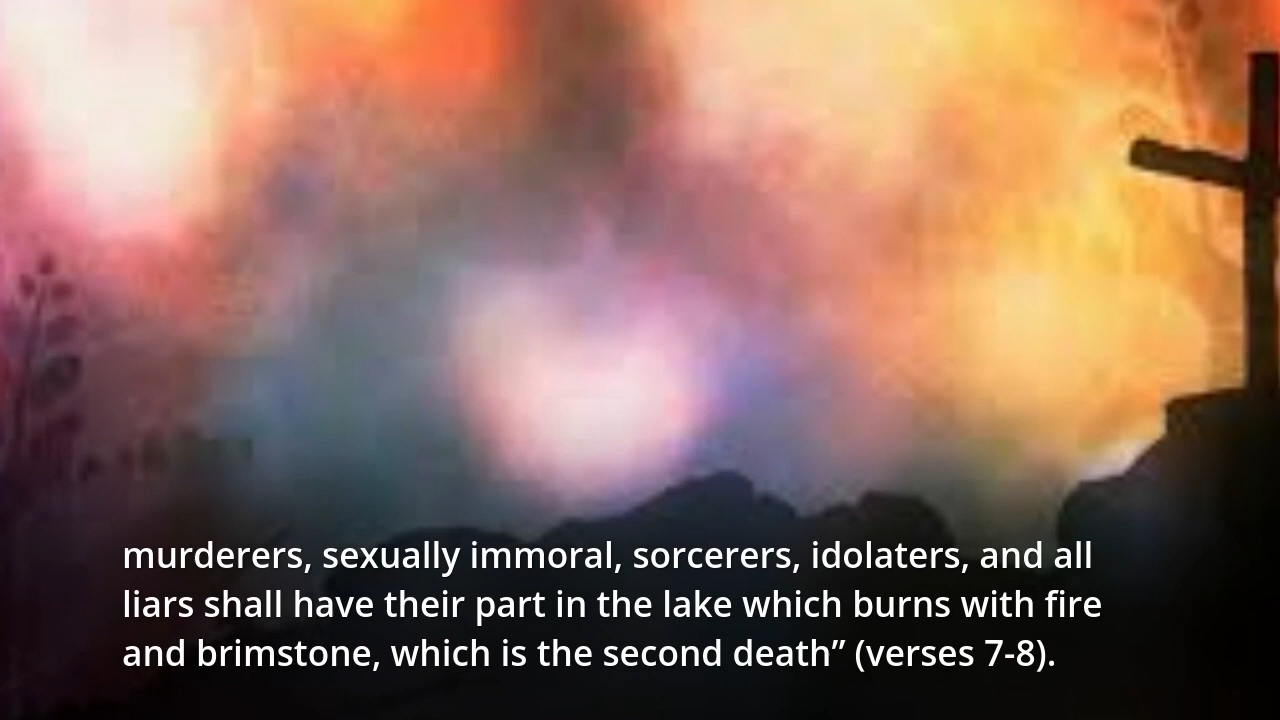 murderers, sexually immoral, sorcerers, idolaters, and all
liars shall have their part in the lake which burns with fire
and brimstone, which is the second death” (verses 7-8).